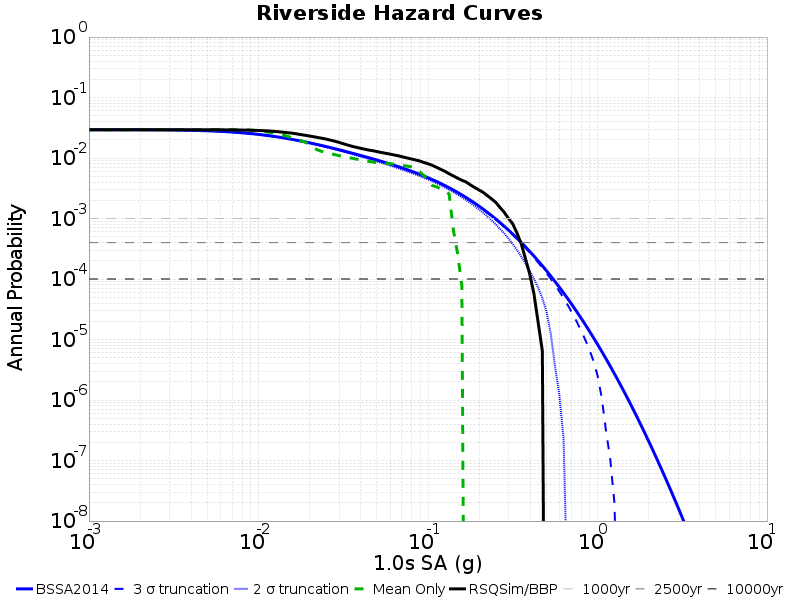 Riverside Hazard Curves
10^0
10^-1
10^-2
10^-3
10^-4
10^-5
10^-6
10^-7
10^-8
Annual Probability
10^-3 10^-2 10^-1 10^0 10^1
1.0s SA (g)
BSSA2014 3 σ truncation 2 σ truncation Mean Only RSQSim/BBP 1000yr 2500yr 10000yr